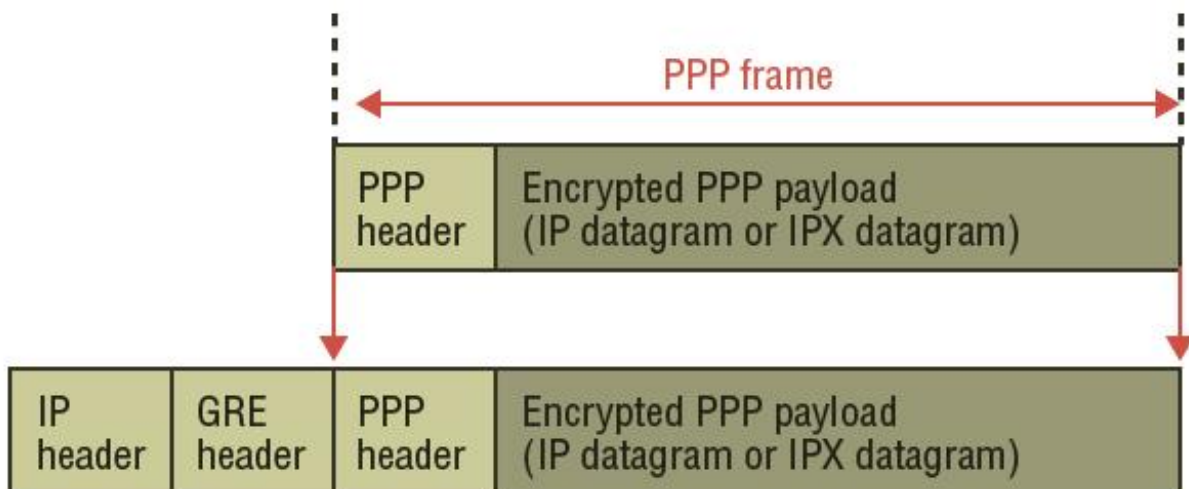 PPP frame
PPP
header
Encrypted PPP payload
(IP datagram or IPX datagram)
IP
header
GRE
header
PPP
header
Encrypted PPP payload
(IP datagram or IPX datagram)